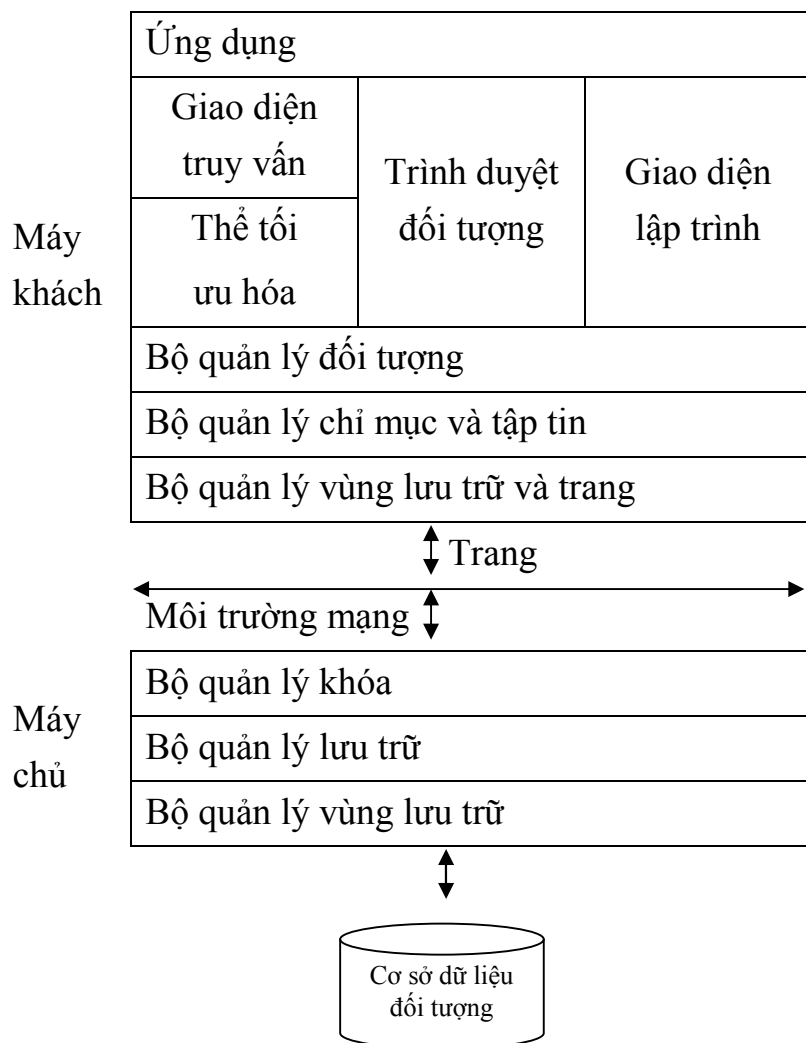 Ứng dụng
Giao diện
truy vấn
Trình duyệt
đối tượng
Giao diện
lập trình
Thể tối
ưu hóa
Máy
khách
Bộ quản lý đối tượng
Bộ quản lý chỉ mục và tập tin
Bộ quản lý vùng lưu trữ và trang
Trang
Môi trường mạng
Bộ quản lý khóa
Máy
chủ
Bộ quản lý lưu trữ
Bộ quản lý vùng lưu trữ
Cơ sở dữ liệu
đối tượng